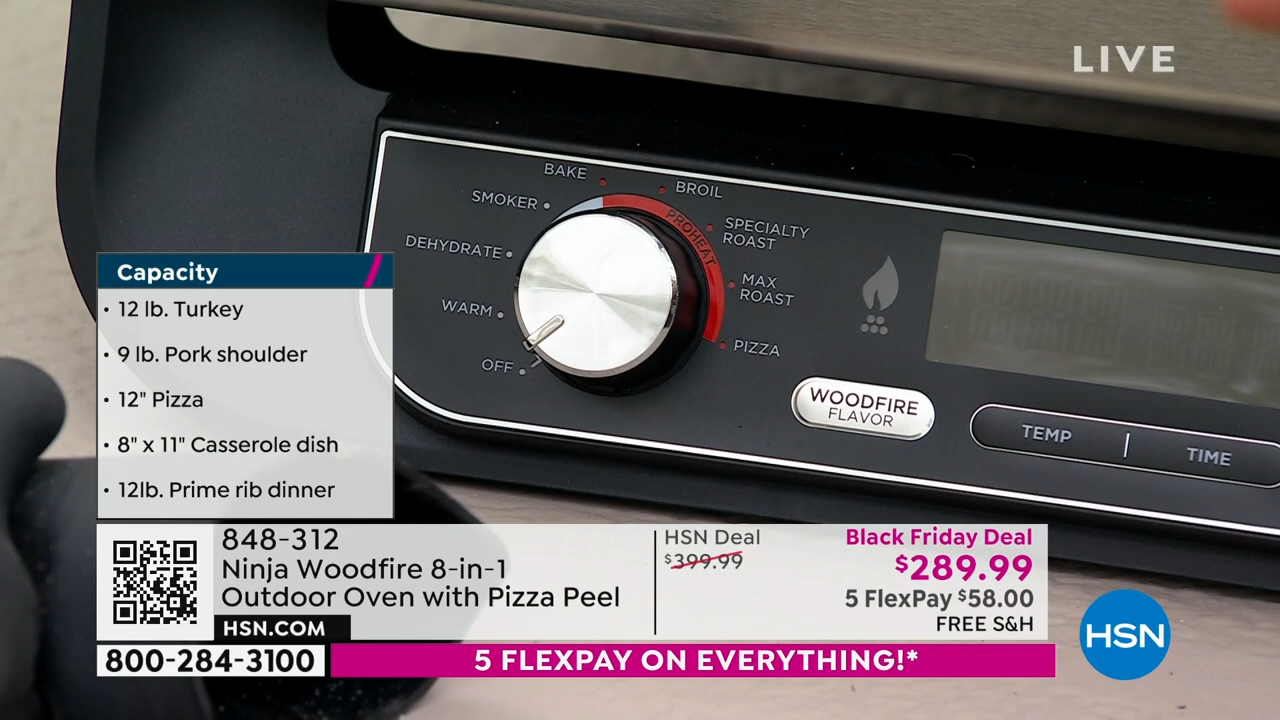 LIVE
BAKE
BROIL
SMOKER
SPECIALTY
ROAST
PROHEAT
DEHYDRATE
MAX
ROAST
WARM
PIZZA
OFF
WOODFIRE
FLAVOR
TEMP
TIME
Capacity
• 12 lb. Turkey
• 9 lb. Pork shoulder
• 12" Pizza
• 8" x 11" Casserole dish
• 12lb. Prime rib dinner
848-312
Ninja Woodfire 8-in-1
Outdoor Oven with Pizza Peel
HSN.COM
HSN Deal
$399.99
Black Friday Deal
$289.99
5 FlexPay $58.00
FREE S&H
HSN
800-284-3100
5 FLEXPAY ON EVERYTHING!*